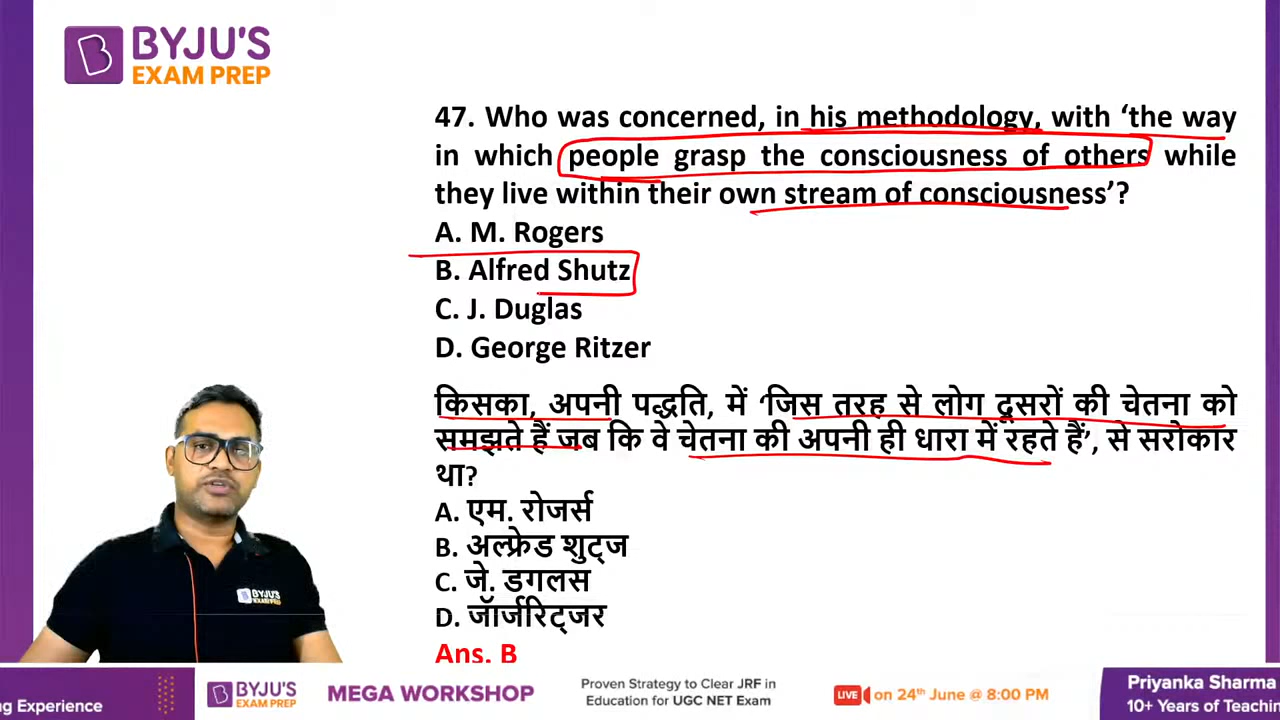 BYJU'S
EXAM PREP
47. Who was concerned, in his methodology, with ‘the way
in which people grasp the consciousness of others while
they live within their own stream of consciousness’?
A. M. Rogers
B. Alfred Shutz
C. J. Duglas
D. George Ritzer
किसका, अपनी पद्धति, में ‘जिस तरह से लोग दूसरों की चेतना को
समझते हैं जब कि वे चेतना की अपनी ही धारा में रहते हैं’, से सरोकार
था?
A. एम. रोजर्स
B. अल्फ्रेड शुट्ज
C. जे. डगलस
D. जॉर्जरिट्जर
Ans. B
BYJU'S
EXAM PREP
ng Experience
BYJU'S
EXAM PREP
MEGA WORKSHOP
Proven Strategy to Clear JRF in
Education for UGC NET Exam
LIVE on 24th June @ 8:00 PM
Priyanka Sharma
10+ Years of Teachin